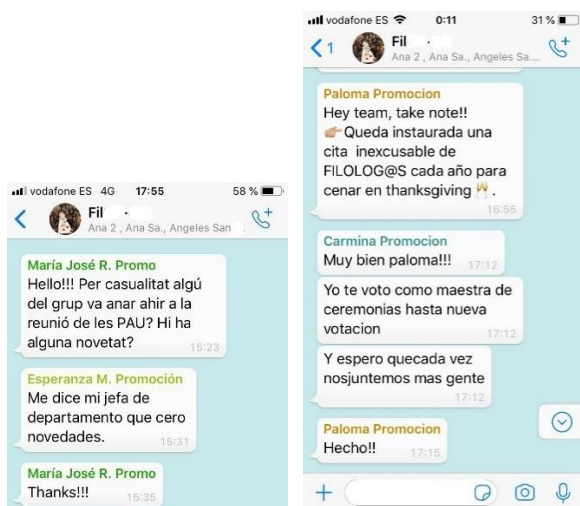 vodafone ES 4G 17:55 58 %
Fil
Ana 2 , Ana Sa., Angeles San
María José R. Promo
Hello!!! Per casualitat algú
del grup va anar ahir a la
reunió de les PAU? Hi ha
alguna novetat?
15:23
Esperanza M. Promoción
Me dice mi jefa de
departamento que cero
novedades.
15:31
María José R. Promo
Thanks!!!
15:35
vodafone ES 0:11 31 %
1
Fil
Ana 2 , Ana Sa., Angeles Sa....
Paloma Promocion
Hey team, take note!!
👉🏼Queda instaurada una
cita inexcusable de
FILOLOG@S cada año para
cenar en thanksgiving 🥂.
16:55
Carmina Promocion
Muy bien paloma!!!
17:12
Yo te voto como maestra de
ceremonias hasta nueva
votacion
17:12
Y espero quecada vez
nosjuntemos mas gente
17:12
Paloma Promocion
Hecho!!
17:15